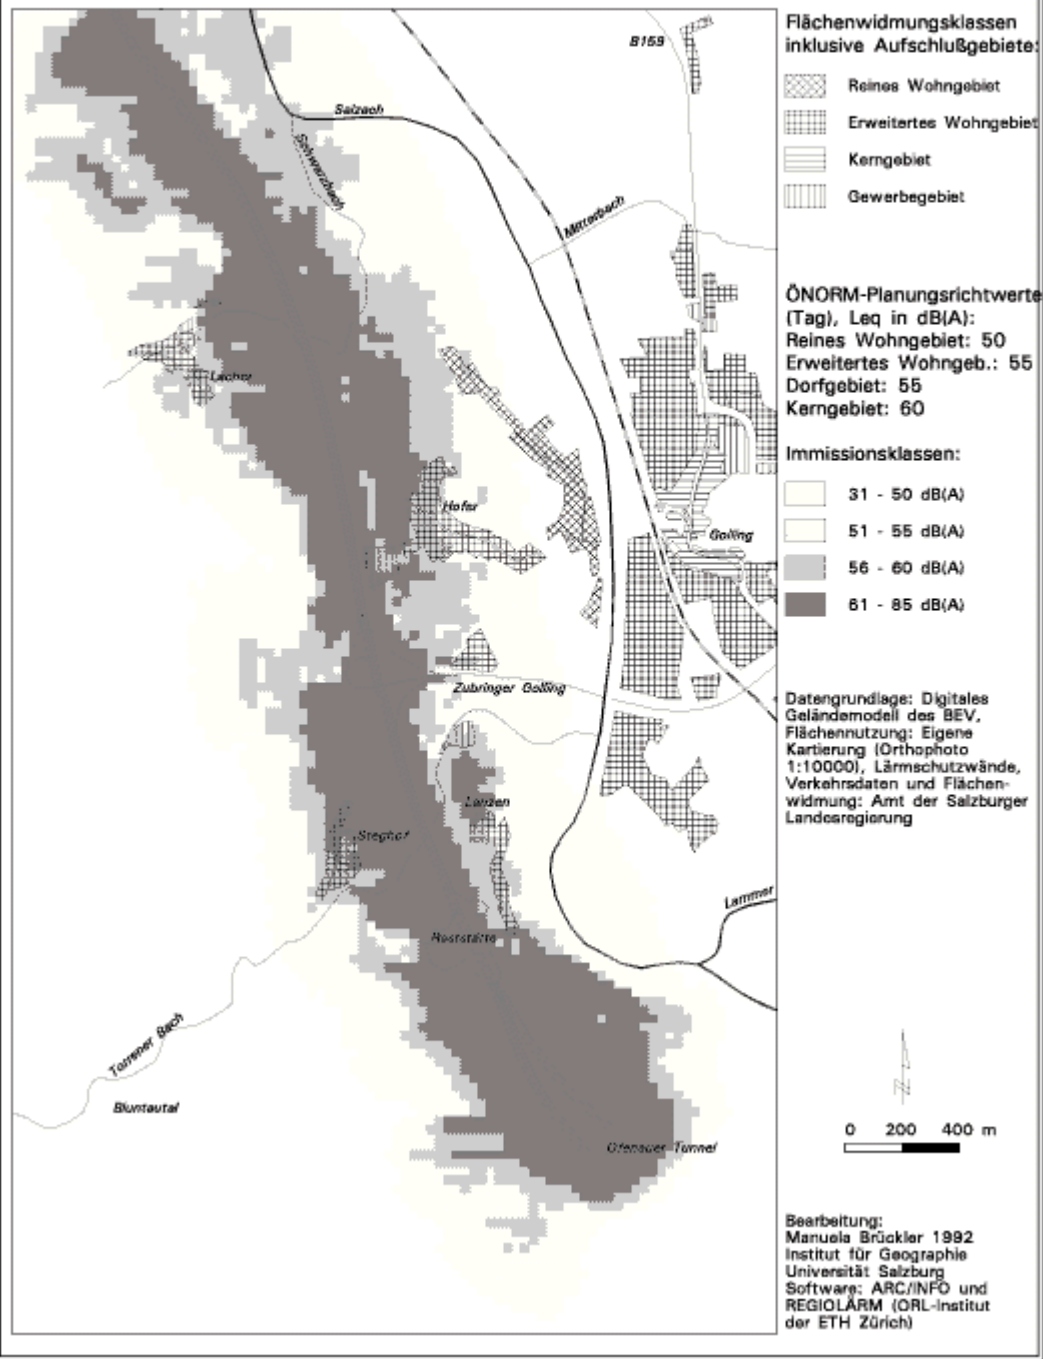 B159
Salzach
Schwarzbach
Mitterbach
Lacher
Hofer
Golling
Zubringer Golling
Lanzen
Steghof
Raststätte
Lammer
Torrener Bach
Bluntautal
Ofenauer Tunnel
Flächenwidmungsklassen
inklusive Aufschlußgebiete:
Reines Wohngebiet
Erweitertes Wohngebiet
Kerngebiet
Gewerbegebiet
ÖNORM-Planungsrichtwerte
(Tag), Leq in dB(A):
Reines Wohngebiet: 50
Erweitertes Wohngeb.: 55
Dorfgebiet: 55
Kerngebiet: 60
Immissionsklassen:
31 - 50 dB(A)
51 - 55 dB(A)
56 - 60 dB(A)
61 - 85 dB(A)
Datengrundlage: Digitales
Geländemodell des BEV,
Flächennutzung: Eigene
Kartierung (Orthophoto
1:10000), Lärmschutzwände,
Verkehrsdaten und Flächen-
widmung: Amt der Salzburger
Landesregierung
0 200 400 m
Bearbeitung:
Manuela Brückler 1992
Institut für Geographie
Universität Salzburg
Software: ARC/INFO und
REGIOLÄRM (ORL-Institut
der ETH Zürich)